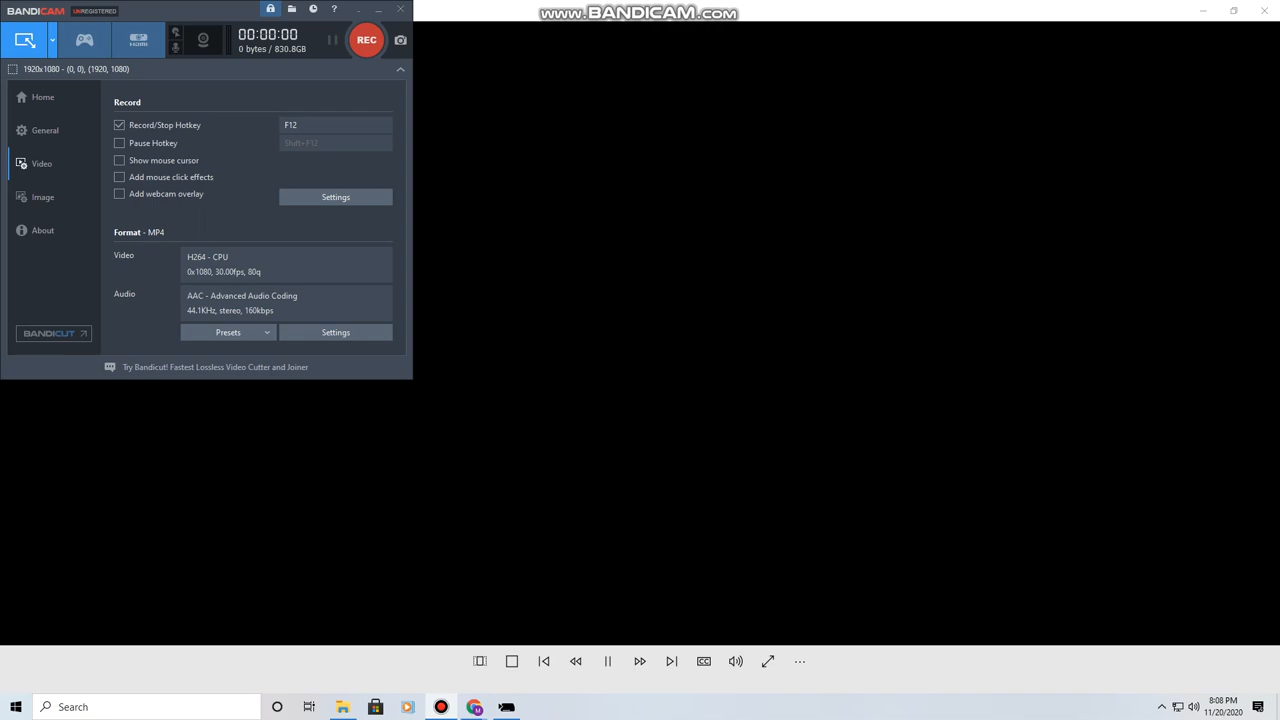 BANDICAM UNREGISTERED
www.BANDICAM.com
HDMI
00:00:00
0 bytes / 830.8GB
REC
1920x1080 - (0, 0), (1920, 1080)
Home
General
Video
Image
About
BANDICUT
Record
Record/Stop Hotkey F12
Pause Hotkey Shift+F12
Show mouse cursor
Add mouse click effects
Add webcam overlay
Settings
Format - MP4
Video
H264 - CPU
0x1080, 30.00fps, 80q
Audio
AAC - Advanced Audio Coding
44.1KHz, stereo, 160kbps
Presets Settings
Try Bandicut! Fastest Lossless Video Cutter and Joiner
CC
Search
M
8:08 PM
11/20/2020